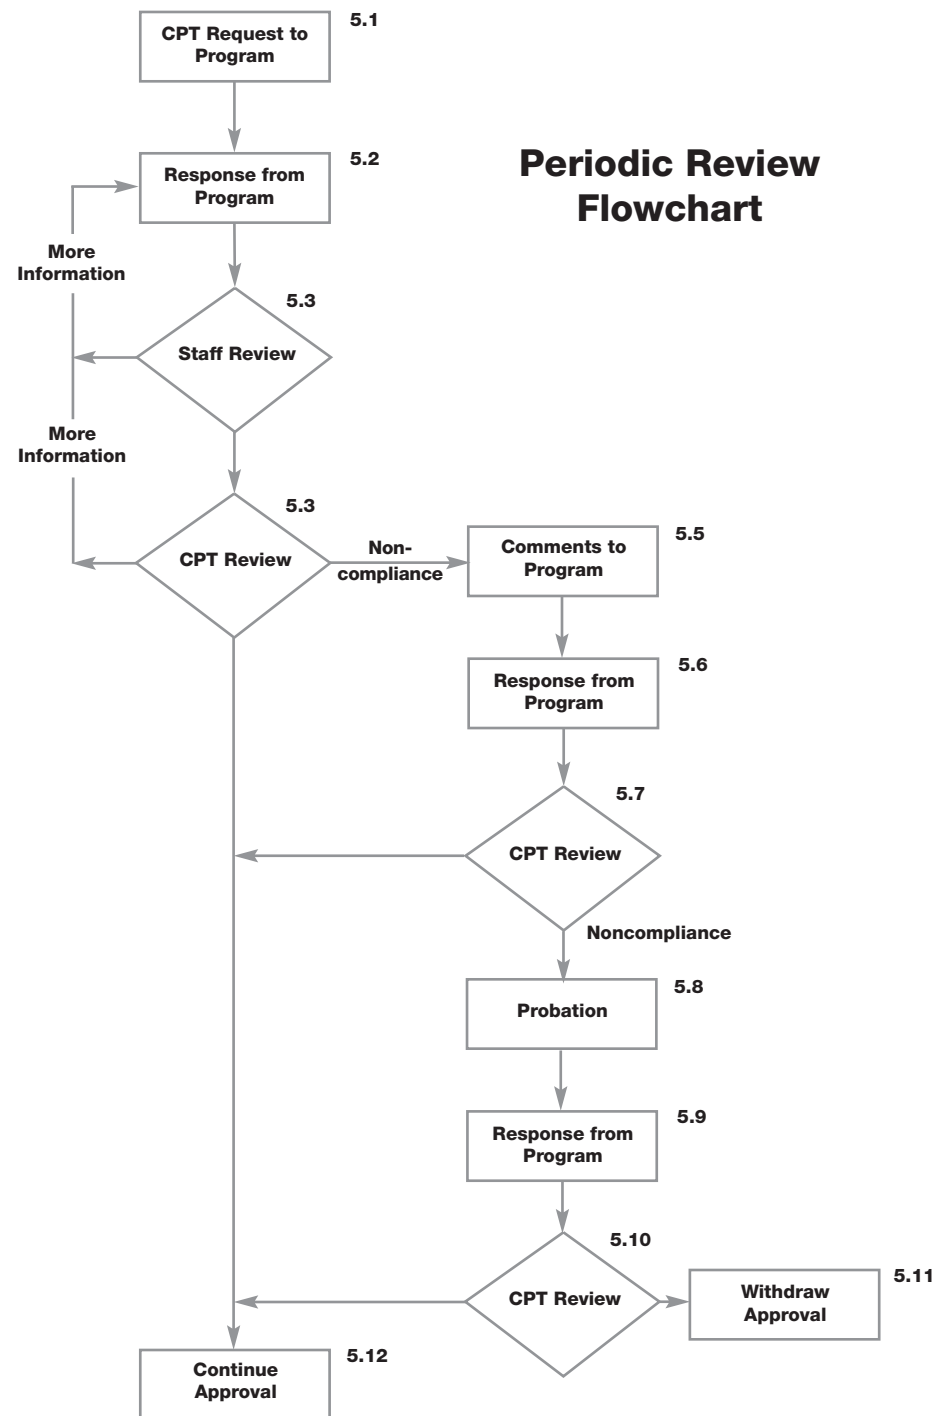 5.1
CPT Request to
Program
5.2
Response from
Program
Periodic Review
Flowchart
More
Information
5.3
Staff Review
More
Information
5.3
CPT Review
Non-
compliance
5.5
Comments to
Program
5.6
Response from
Program
5.7
CPT Review
Noncompliance
5.8
Probation
5.9
Response from
Program
5.10
CPT Review
5.11
Withdraw
Approval
5.12
Continue
Approval